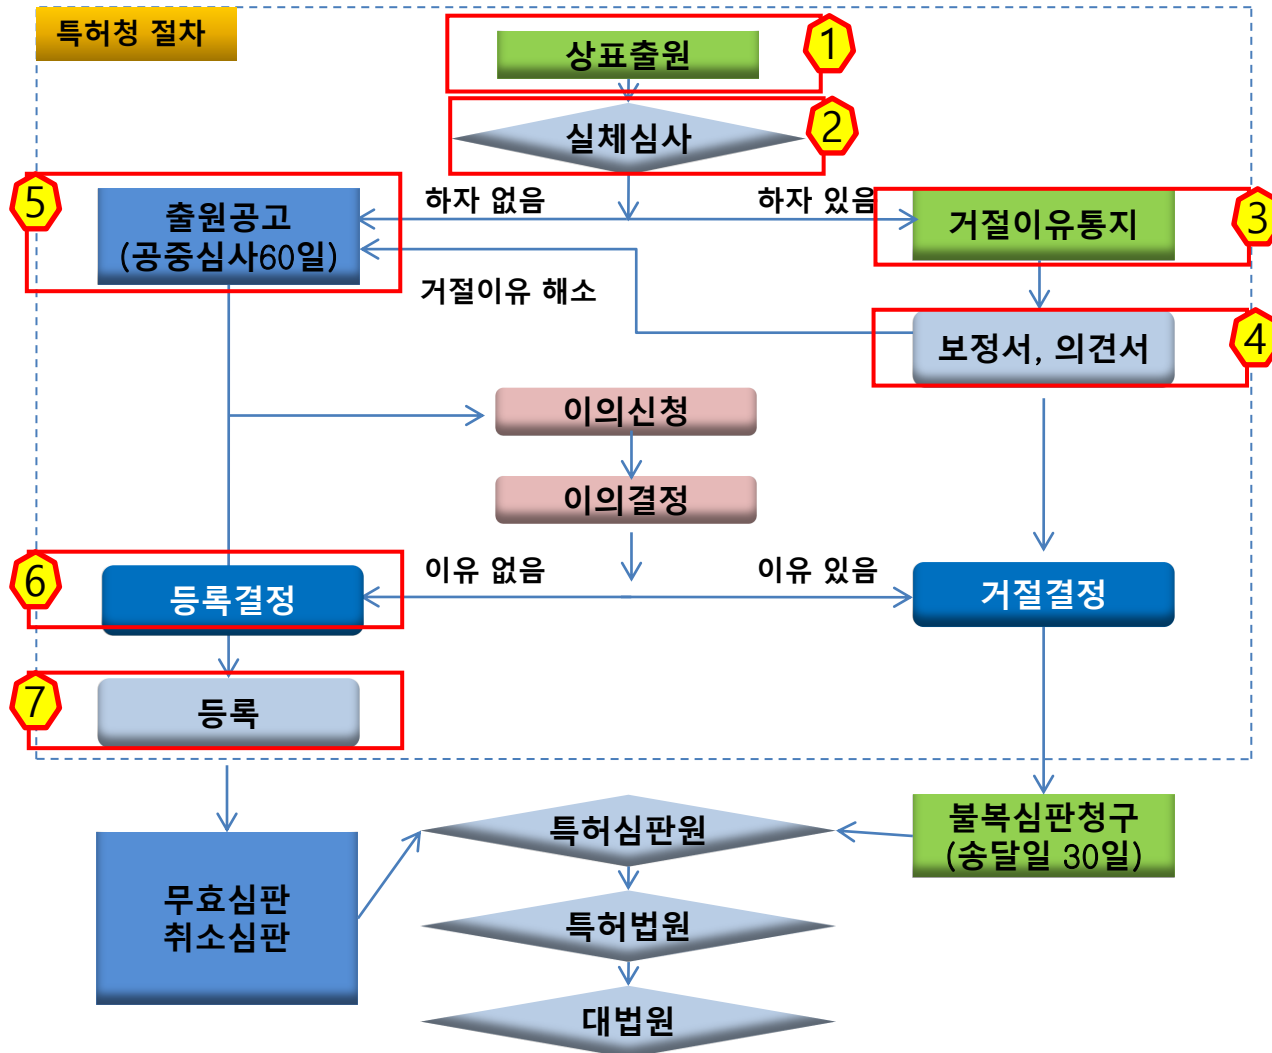 특허청 절차
상표출원
1
실체심사
2
하자 없음
하자 있음
5
출원공고
(공중심사60일)
거절이유통지
3
거절이유 해소
보정서, 의견서
4
이의신청
이의결정
이유 없음
이유 있음
6
등록결정
거절결정
7
등록
특허심판원
불복심판청구
(송달일 30일)
무효심판
취소심판
특허법원
대법원